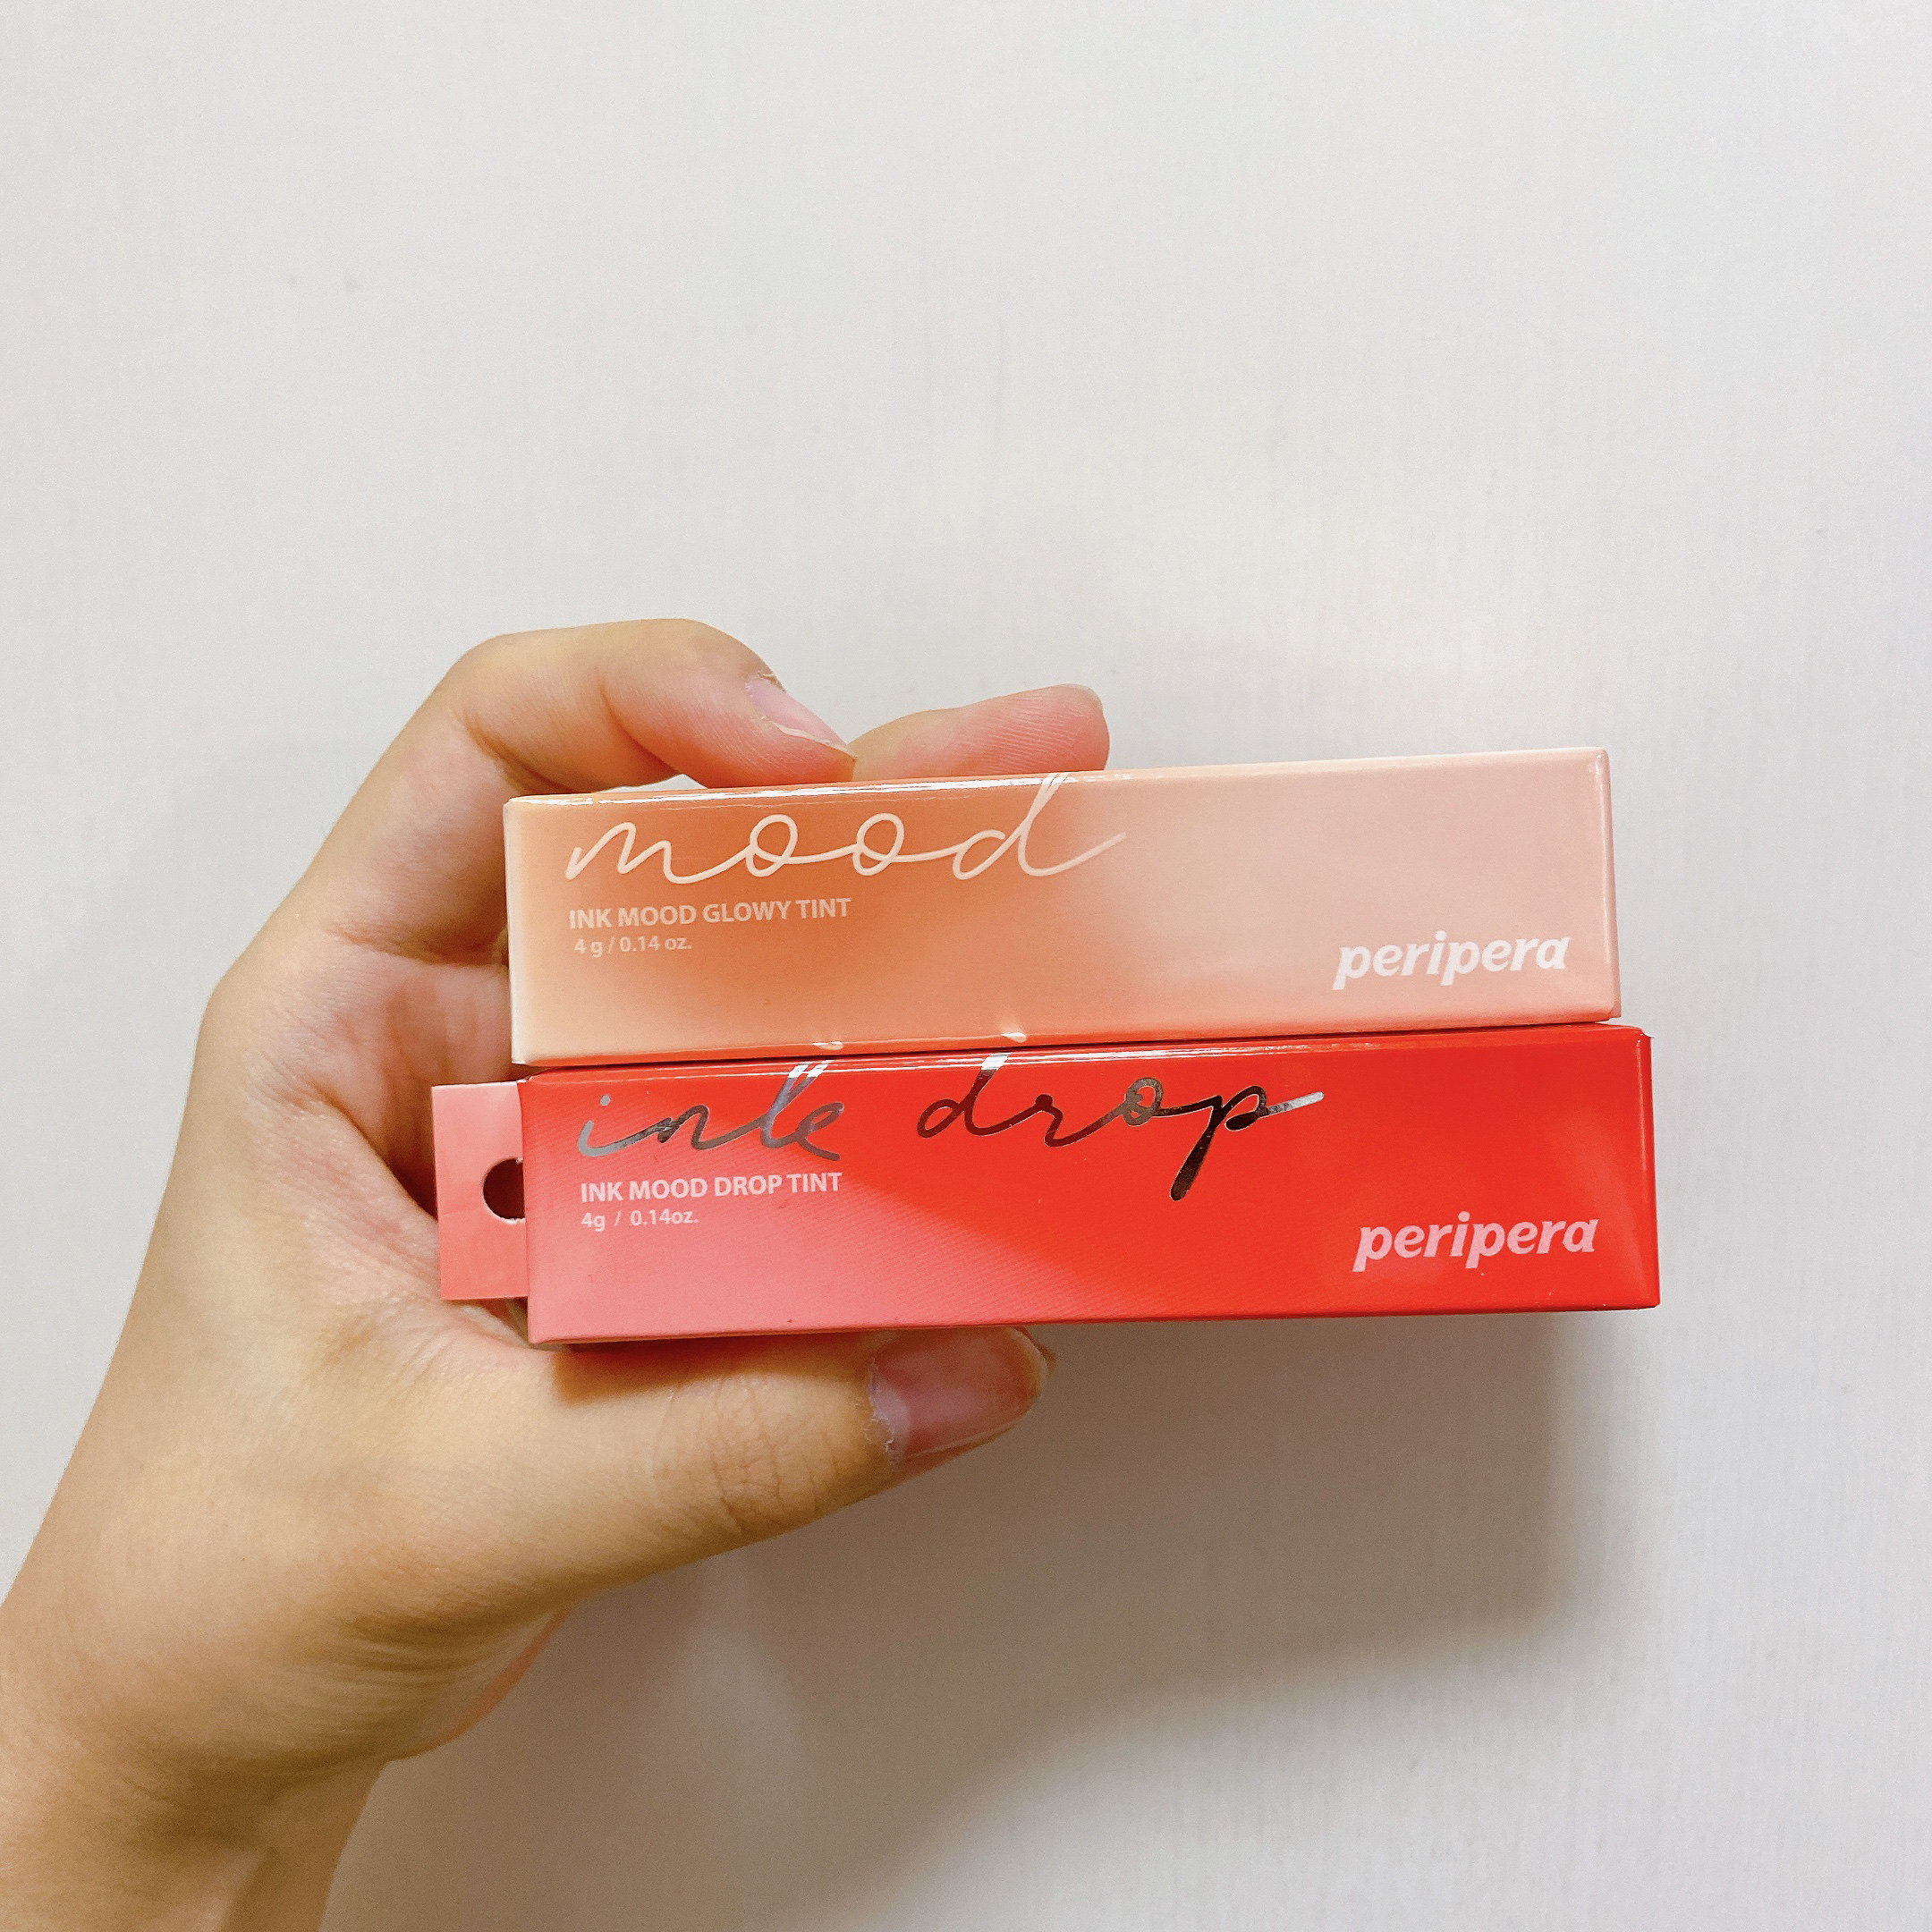 mood
INK MOOD GLOWY TINT
4 g / 0.14 oz.
peripera
ink drop
INK MOOD DROP TINT
4g / 0.14oz.
peripera